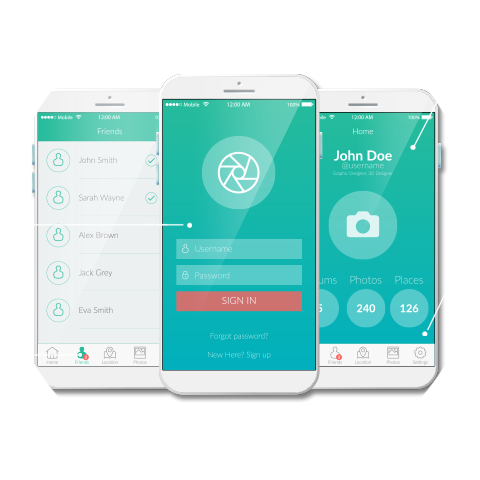 Mobile 12:00 AM
Friends
John Smith
Sarah Wayne
Alex Brown
Jack Grey
Eva Smith
Home Friends 2 Location Photos
Mobile 12:00 AM 100%
Username
Password
SIGN IN
Forgot password?
New Here? Sign up
12:00 AM 100%
Home
John Doe
@username
Graphic Designer, 3D Designer
ums Photos Places
5 240 126
Friends 2 Location Photos Settings